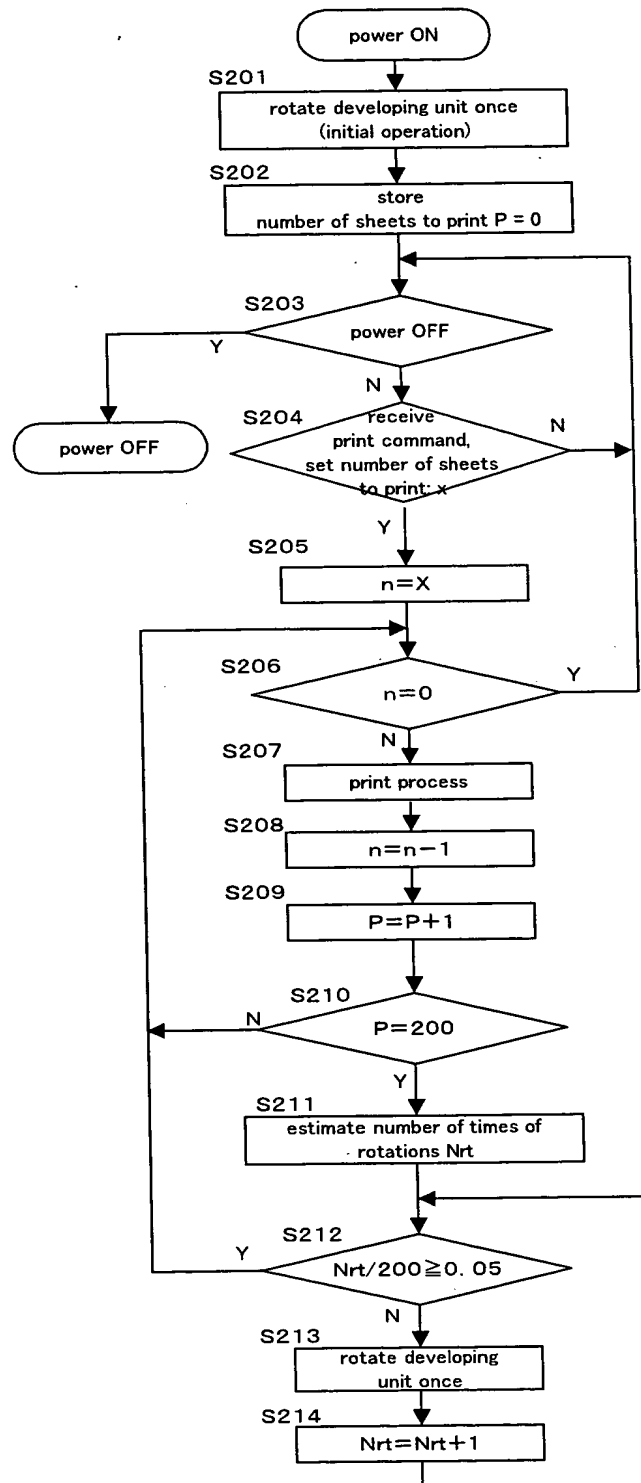 power ON
S201
rotate developing unit once
(initial operation)
S202
store
number of sheets to print P = 0
S203
power OFF
Y
N
power OFF
S204
receive
print command,
set number of sheets
to print: x
N
Y
S205
n=X
S206
n=0
Y
N
S207
print process
S208
n=n-1
S209
P=P+1
S210
P=200
N
Y
S211
estimate number of times of
rotations Nrt
S212
Nrt/200≧0.05
Y
N
S213
rotate developing
unit once
S214
Nrt=Nrt+1